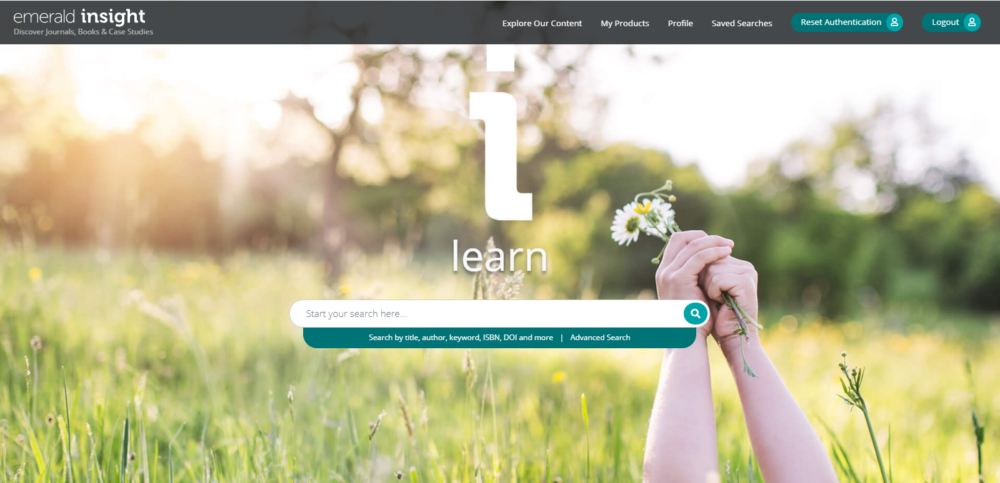 emerald insight
Discover Journals, Books & Case Studies
Explore Our Content
My Products
Profile
Saved Searches
Reset Authentication
Logout
i
learn
Start your search here...
Search by title, author, keyword, ISBN, DOI and more | Advanced Search